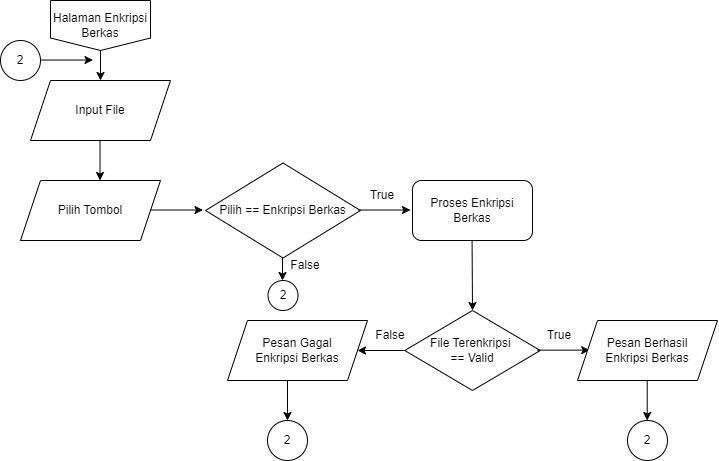 Halaman Enkripsi
Berkas
2
Input File
Pilih Tombol
Pilih == Enkripsi Berkas
True
Proses Enkripsi
Berkas
False
2
Pesan Gagal
Enkripsi Berkas
False
File Terenkripsi
== Valid
True
Pesan Berhasil
Enkripsi Berkas
2
2